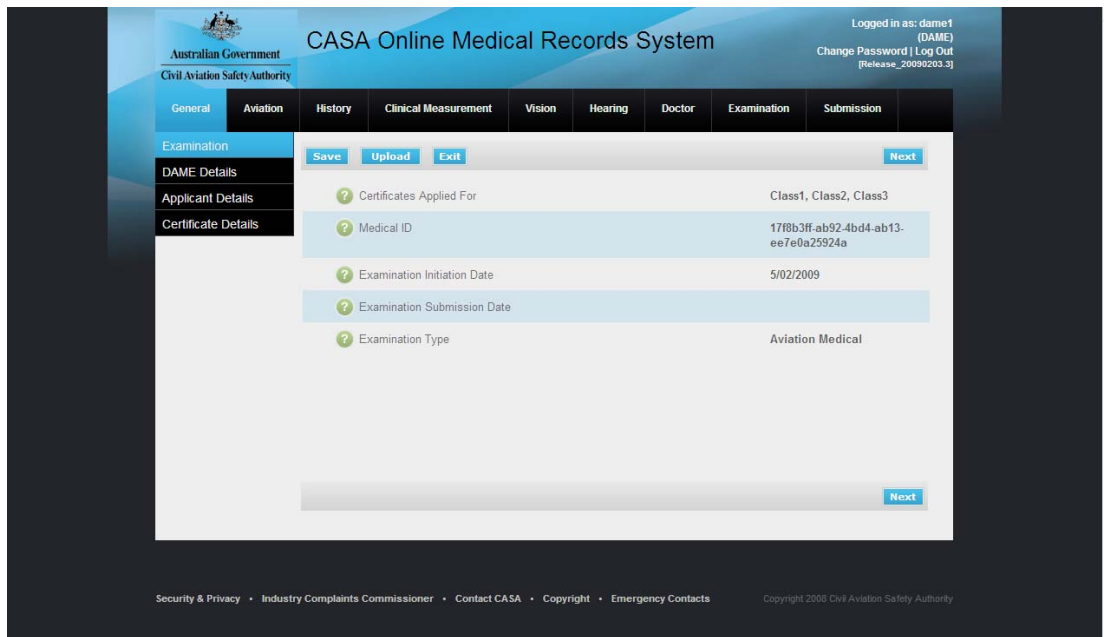 Australian Government
Civil Aviation Safety Authority
CASA Online Medical Records System
Logged in as: dame1
(DAME)
Change Password | Log Out
[Release_20090203.3]
General Aviation History Clinical Measurement Vision Hearing Doctor Examination Submission
Examination
DAME Details
Applicant Details
Certificate Details
Save Upload Exit Next
? Certificates Applied For Class1, Class2, Class3
? Medical ID 17f8b3ff-ab92-4bd4-ab13-
ee7e0a25924a
? Examination Initiation Date 5/02/2009
? Examination Submission Date
? Examination Type Aviation Medical
Next
Security & Privacy • Industry Complaints Commissioner • Contact CASA • Copyright • Emergency Contacts Copyright 2008 Civil Aviation Safety Authority